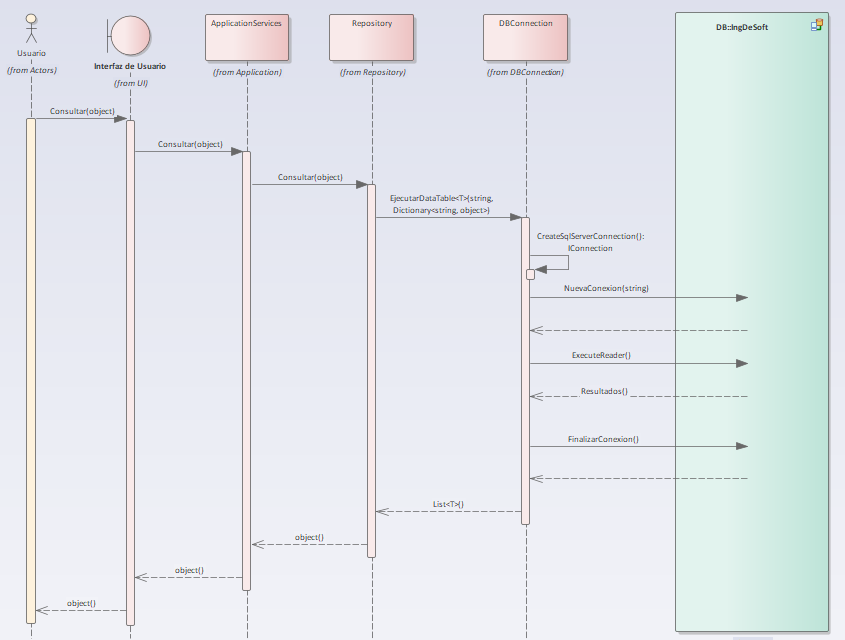 ApplicationServices
Repository
DBConnection
DB::IngDeSoft
Usuario
(from Actors)
Interfaz de Usuario
(from UI)
(from Application)
(from Repository)
(from DBConnection)
Consultar(object)
Consultar(object)
Consultar(object)
EjecutarDataTable<T>(string,
Dictionary<string, object>)
CreateSqlServerConnection():
IConnection
NuevaConexion(string)
ExecuteReader()
Resultados()
FinalizarConexion()
List<T>()
object()
object()
object()